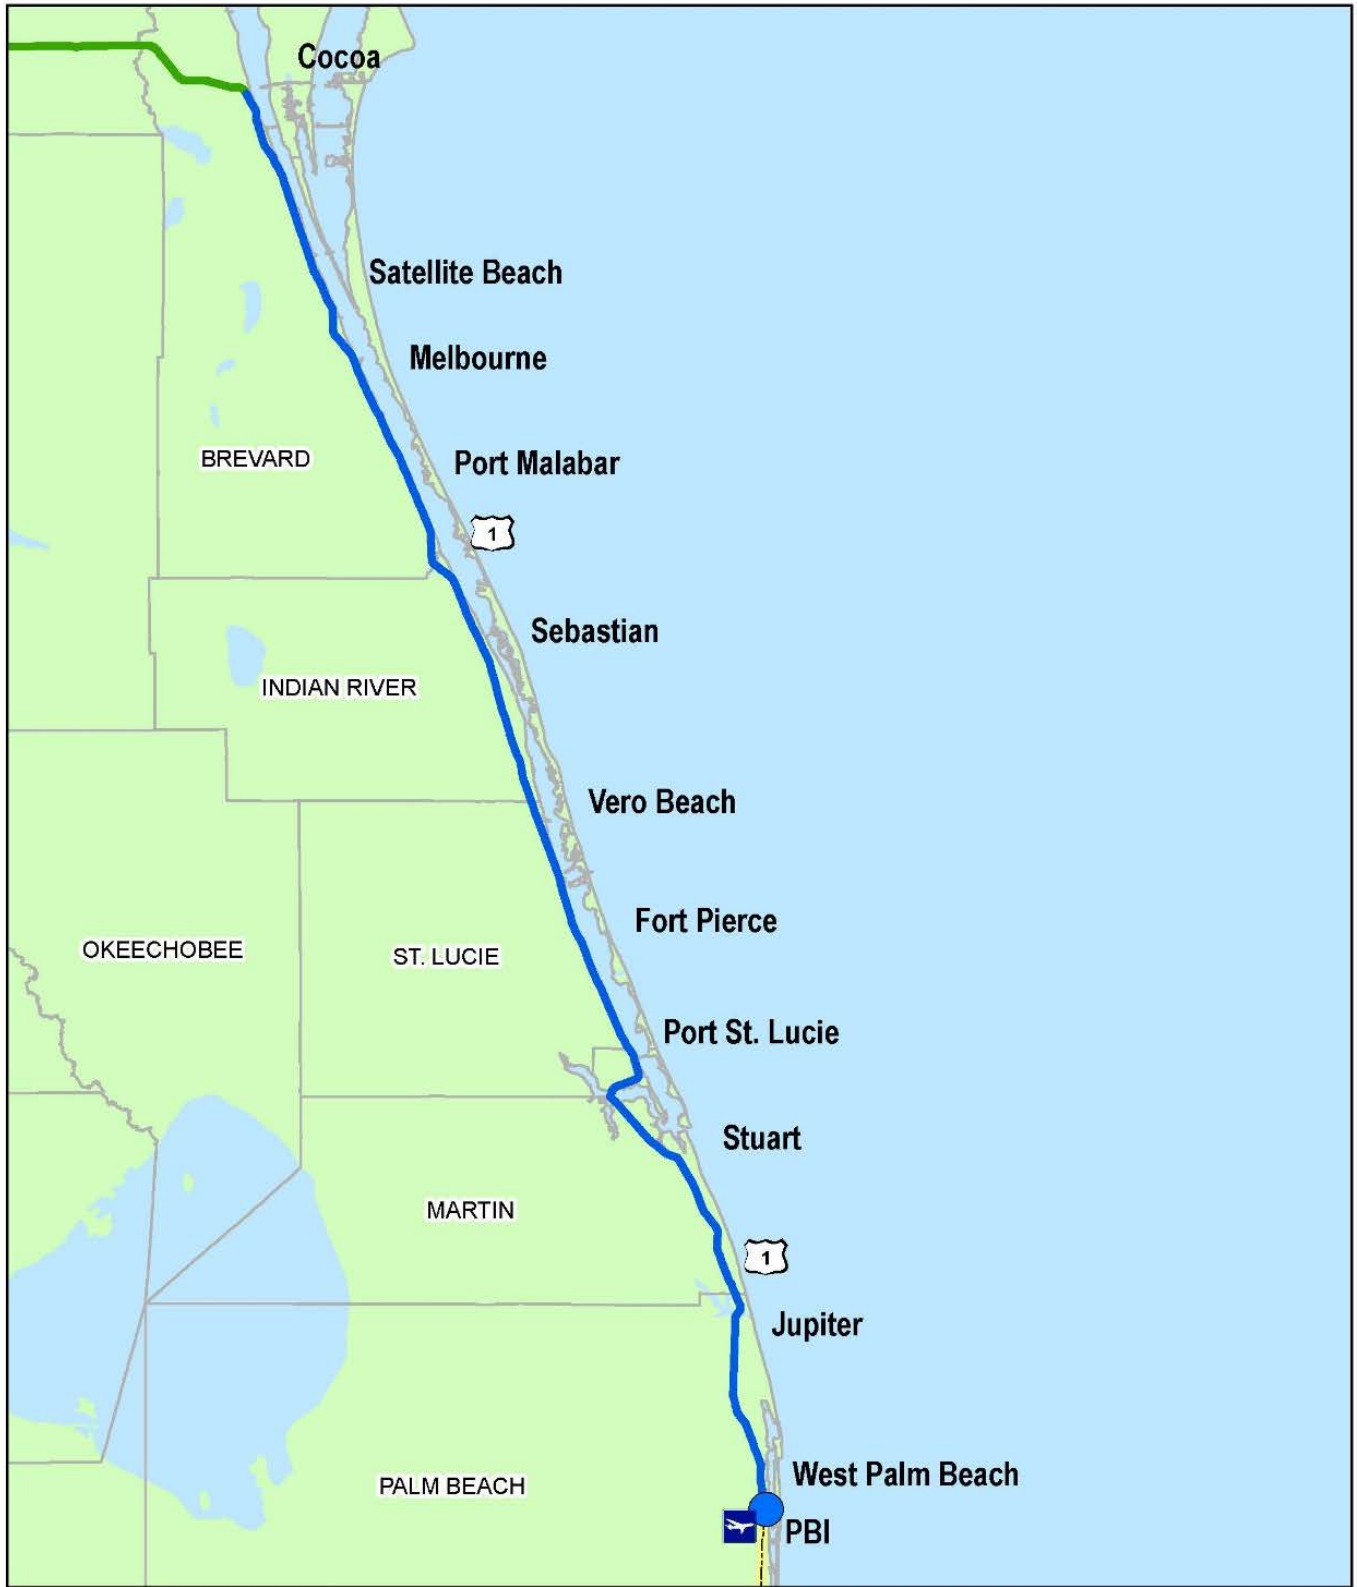 Cocoa
Satellite Beach
Melbourne
BREVARD
Port Malabar
1
Sebastian
INDIAN RIVER
Vero Beach
Fort Pierce
OKEECHOBEE
ST. LUCIE
Port St. Lucie
Stuart
MARTIN
1
Jupiter
West Palm Beach
PALM BEACH
PBI